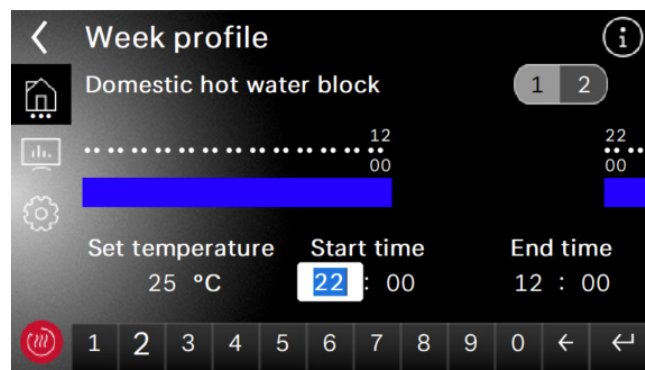 Week profile
i
Domestic hot water block
1 2
12 22
00 00
Set temperature Start time End time
25 °C 22 : 00 12 : 00
1 2 3 4 5 6 7 8 9 0 ← ↵